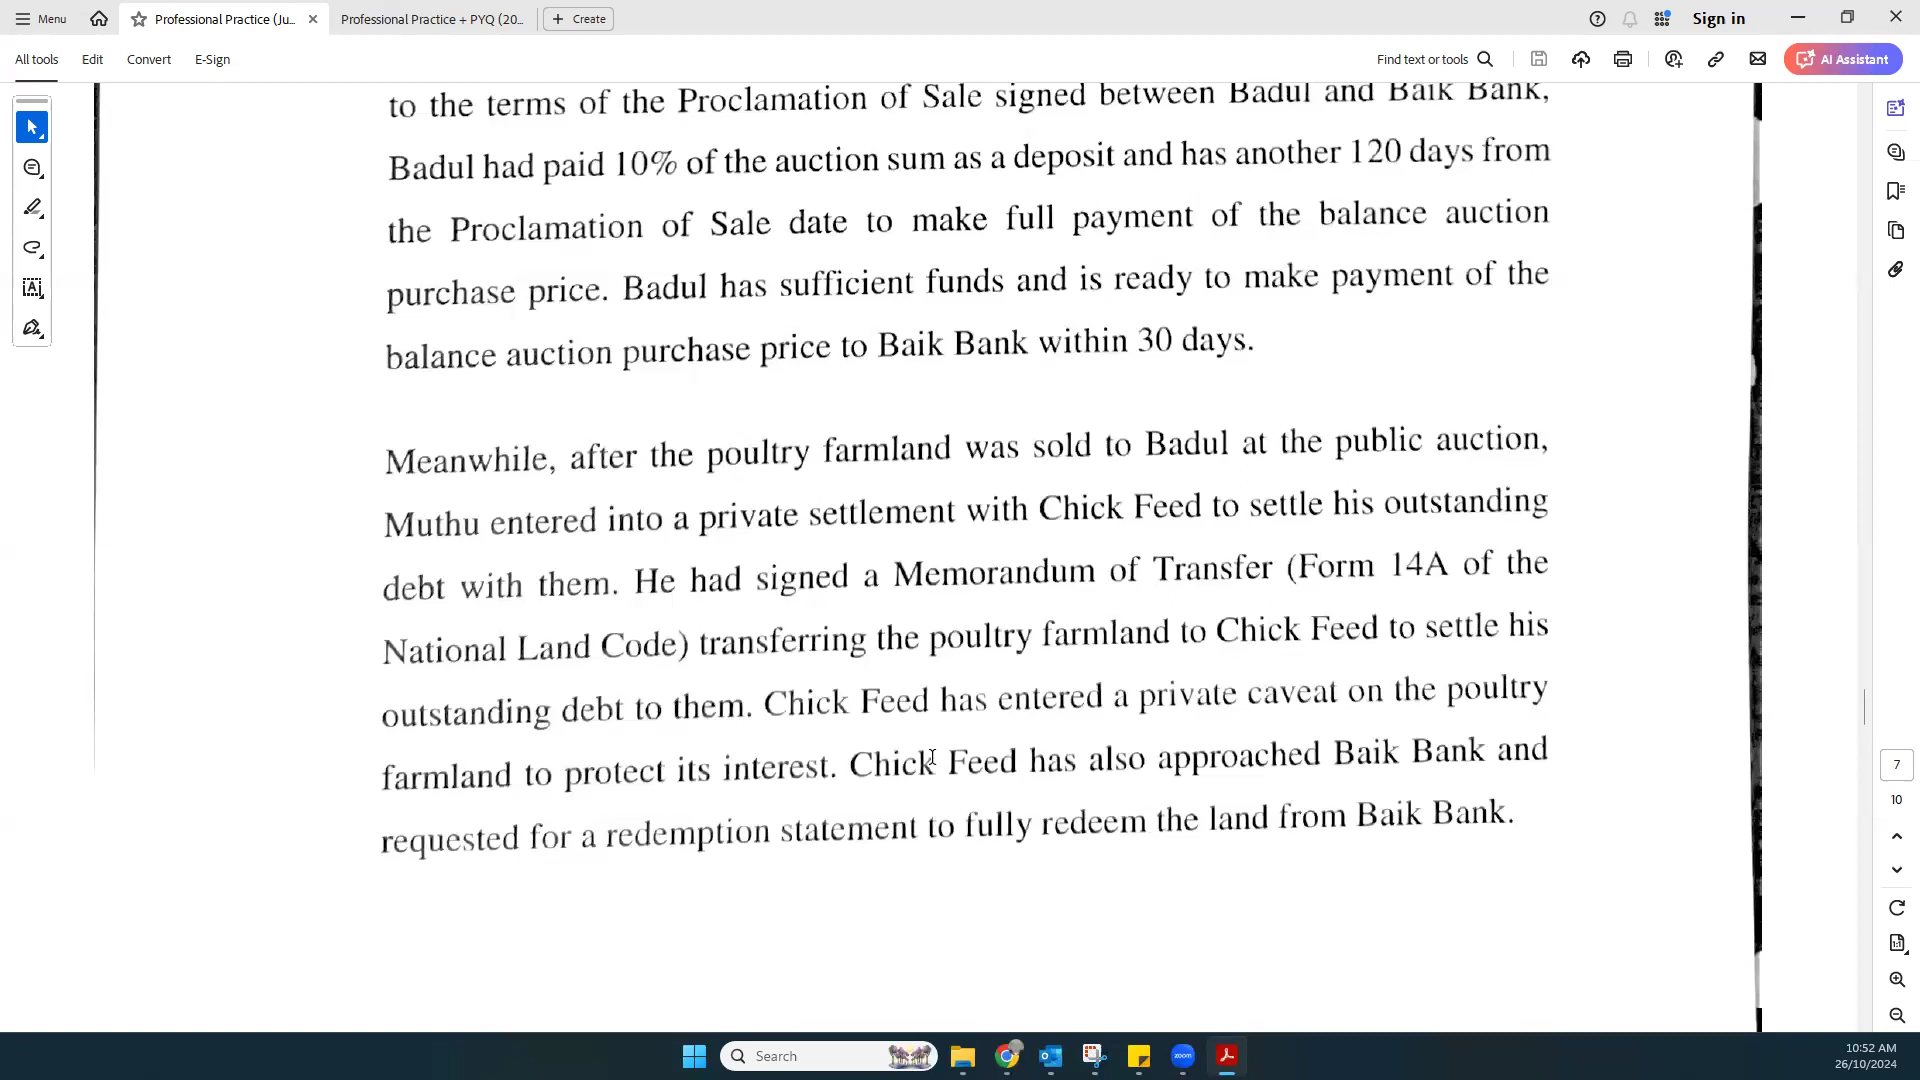 Menu
Professional Practice (Ju...
Professional Practice + PYQ (20...
Create
Sign in
All tools
Edit
Convert
E-Sign
Find text or tools
AI Assistant
to the terms of the Proclamation of Sale signed between Badul and Baik Bank,
Badul had paid 10% of the auction sum as a deposit and has another 120 days from
the Proclamation of Sale date to make full payment of the balance auction
purchase price. Badul has sufficient funds and is ready to make payment of the
balance auction purchase price to Baik Bank within 30 days.
Meanwhile, after the poultry farmland was sold to Badul at the public auction,
Muthu entered into a private settlement with Chick Feed to settle his outstanding
debt with them. He had signed a Memorandum of Transfer (Form 14A of the
National Land Code) transferring the poultry farmland to Chick Feed to settle his
outstanding debt to them. Chick Feed has entered a private caveat on the poultry
farmland to protect its interest. Chick Feed has also approached Baik Bank and
requested for a redemption statement to fully redeem the land from Baik Bank.
7
10
Search
zoom
10:52 AM
26/10/2024